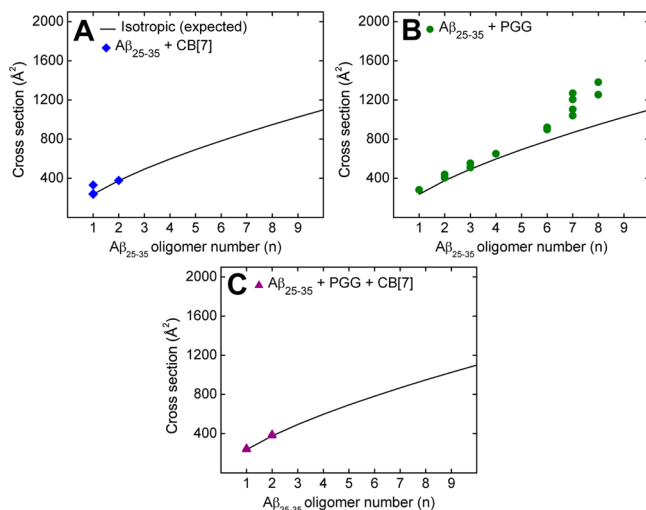 A
Isotropic (expected)
Aβ25-35 + CB[7]
Cross section (Å2)
2000
1600
1200
800
400
1 2 3 4 5 6 7 8 9
Aβ25-35 oligomer number (n)
B
Aβ25-35 + PGG
Cross section (Å2)
2000
1600
1200
800
400
1 2 3 4 5 6 7 8 9
Aβ25-35 oligomer number (n)
C
Aβ25-35 + PGG + CB[7]
Cross section (Å2)
2000
1600
1200
800
400
1 2 3 4 5 6 7 8 9
Aβ25-35 oligomer number (n)